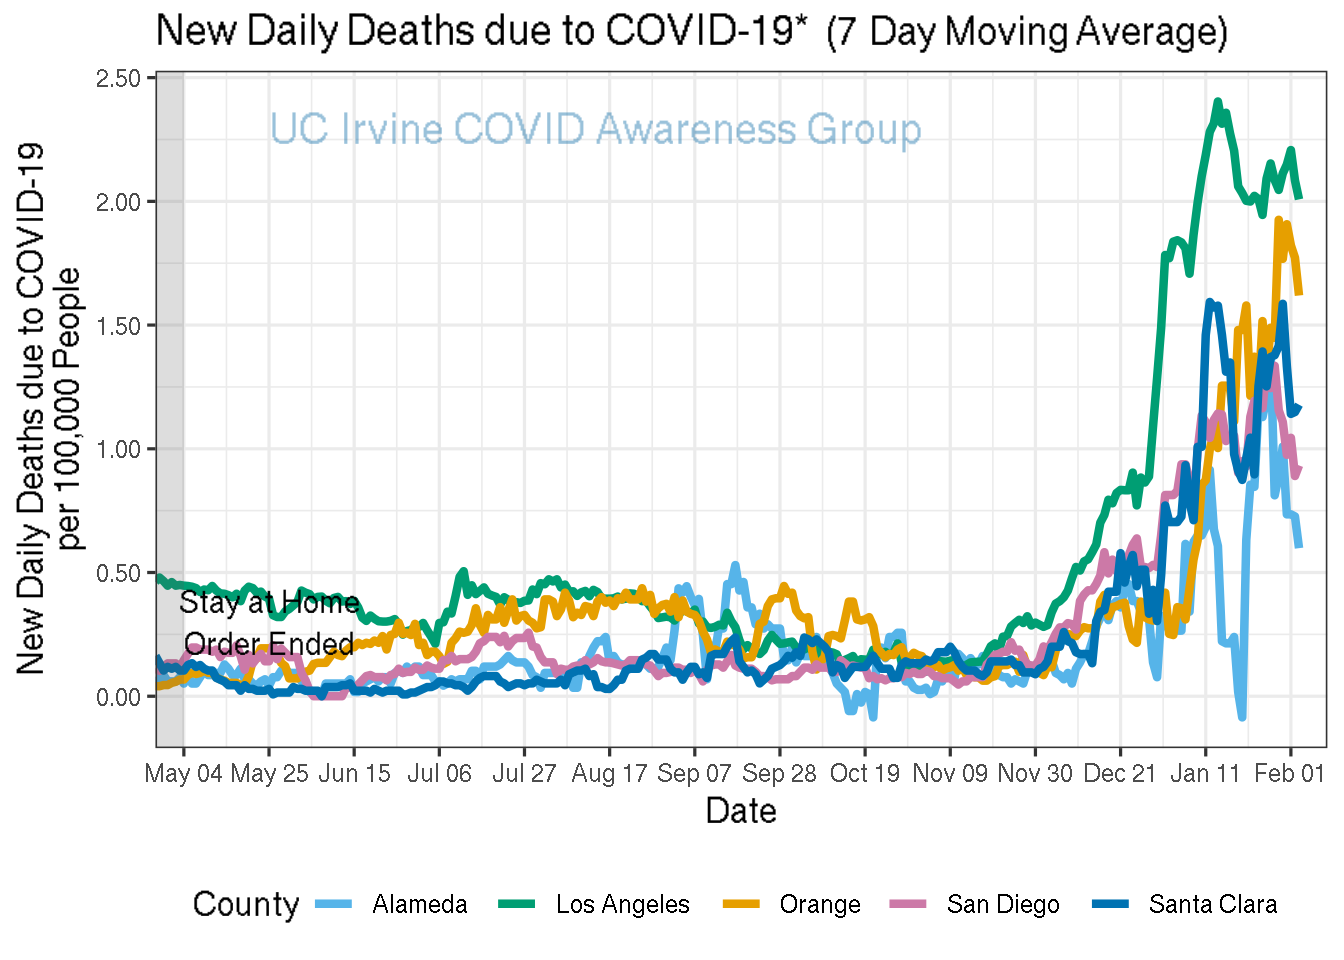 New Daily Deaths due to COVID-19* (7 Day Moving Average)
UC Irvine COVID Awareness Group
New Daily Deaths due to COVID-19
per 100,000 People
2.50
2.00
1.50
1.00
0.50
0.00
Stay at Home
Order Ended
May 04 May 25 Jun 15 Jul 06 Jul 27 Aug 17 Sep 07 Sep 28 Oct 19 Nov 09 Nov 30 Dec 21 Jan 11 Feb 01
Date
County Alameda Los Angeles Orange San Diego Santa Clara